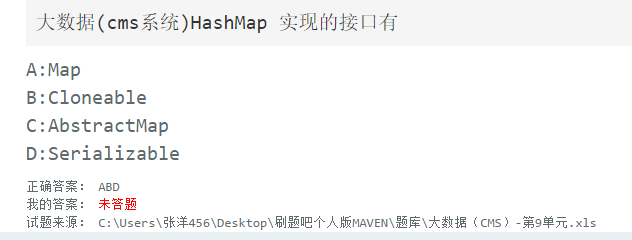 大数据(cms系统)HashMap 实现的接口有
A:Map
B:Cloneable
C:AbstractMap
D:Serializable
正确答案： ABD
我的答案： 未答题
试题来源： C:\Users\张洋456\Desktop\刷题吧个人版MAVEN\题库\大数据（CMS）-第9单元.xls